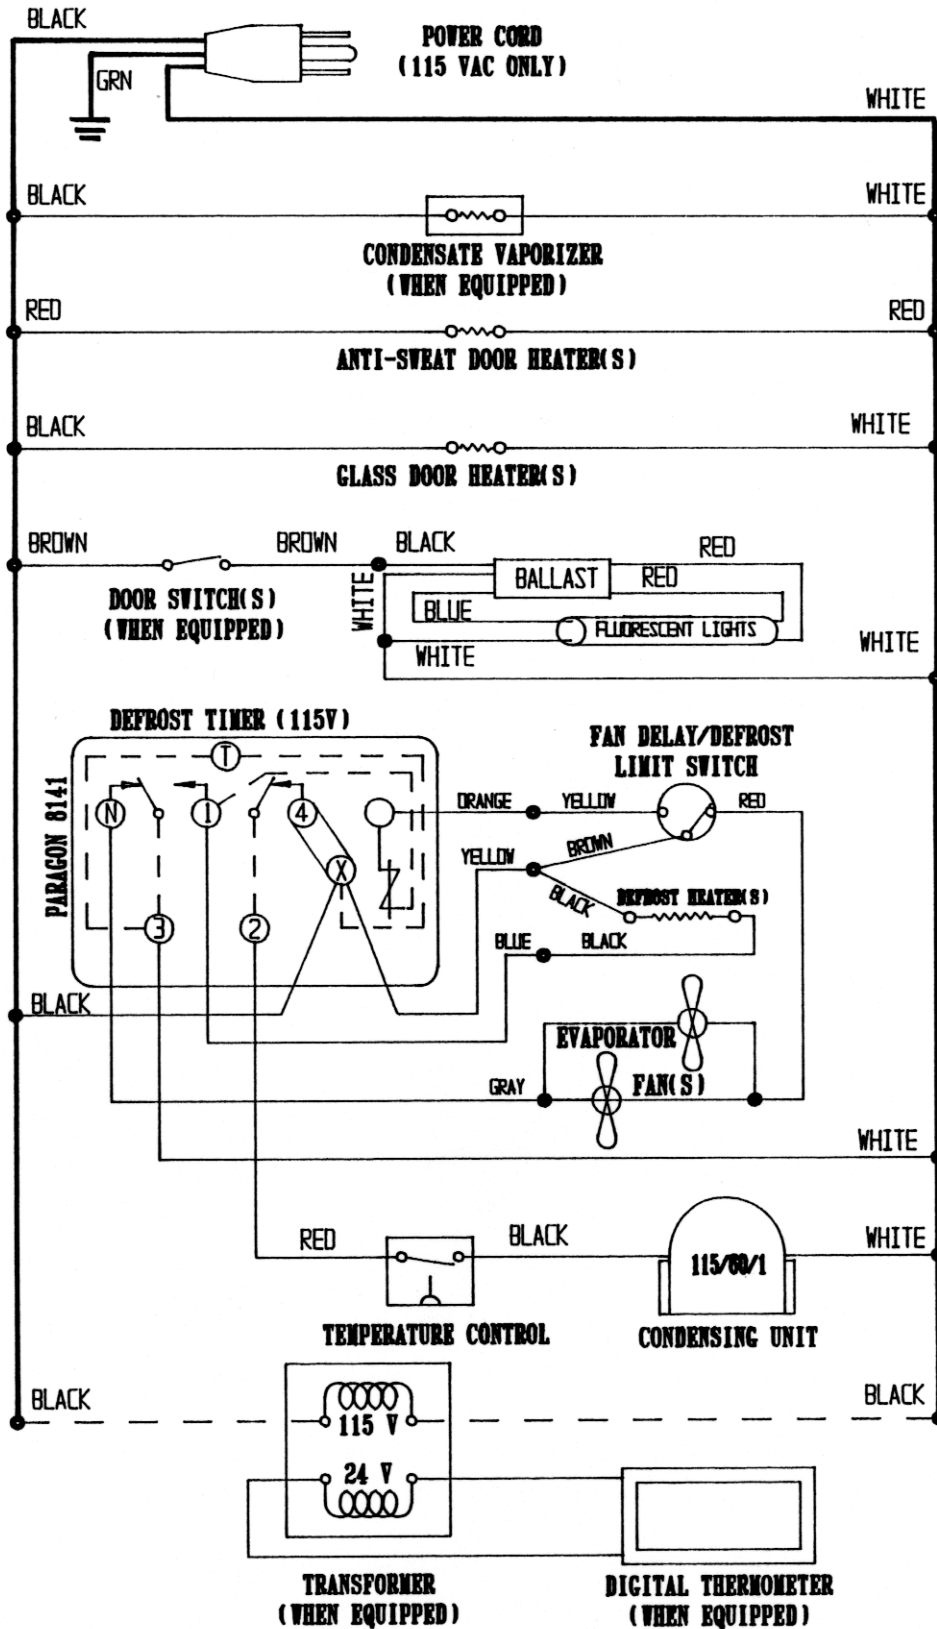 BLACK
POWER CORD
(115 VAC ONLY)
GRN
WHITE
BLACK
WHITE
CONDENSATE VAPORIZER
(WHEN EQUIPPED)
RED
RED
ANTI-SWEAT DOOR HEATER(S)
BLACK
WHITE
GLASS DOOR HEATER(S)
BROWN
BROWN
BLACK
RED
BALLAST
RED
DOOR SWITCH(S)
(WHEN EQUIPPED)
WHITE
BLUE
FLUORESCENT LIGHTS
WHITE
WHITE
DEFROST TIMER (115V)
FAN DELAY/DEFROST
LIMIT SWITCH
PARAGON 8141
T
N
1
4
ORANGE
YELLOW
RED
BROWN
X
YELLOW
BLACK
DEFROST HEATER(S)
3
2
BLUE
BLACK
BLACK
EVAPORATOR
FAN(S)
GRAY
WHITE
RED
BLACK
WHITE
115/60/1
TEMPERATURE CONTROL
CONDENSING UNIT
BLACK
BLACK
115 V
24 V
TRANSFORMER
(WHEN EQUIPPED)
DIGITAL THERMOMETER
(WHEN EQUIPPED)